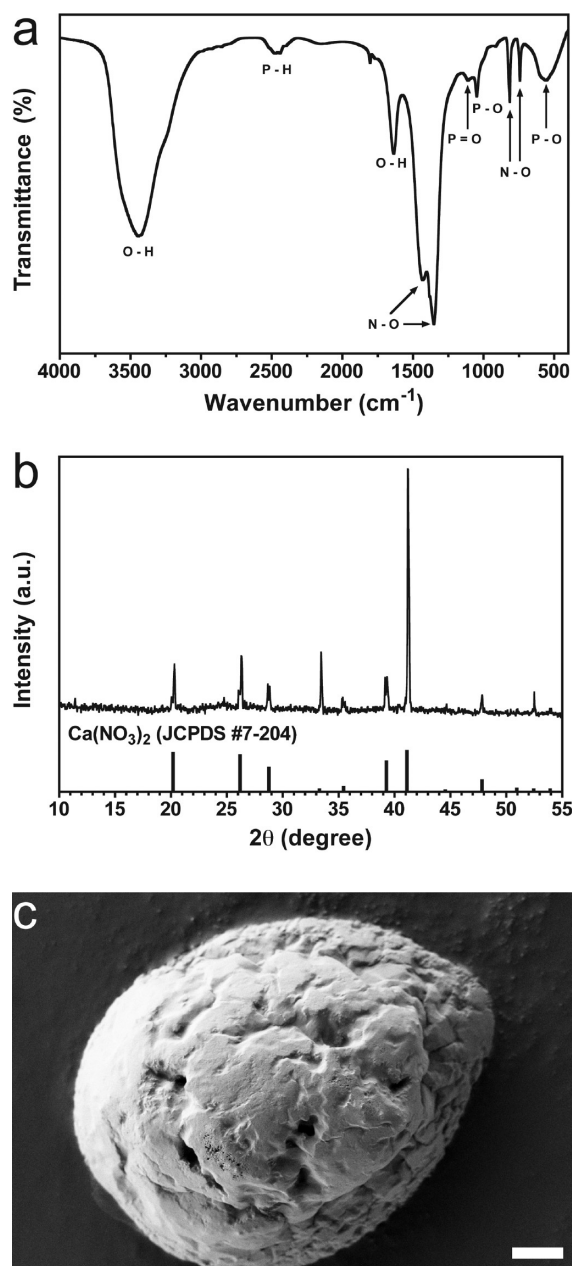 a
Transmittance (%)
P - H
O - H
O - H
N - O
P = O
P - O
N - O
P - O
4000 3500 3000 2500 2000 1500 1000 500
Wavenumber (cm⁻¹)
b
Intensity (a.u.)
Ca(NO₃)₂ (JCPDS #7-204)
10 15 20 25 30 35 40 45 50 55
2θ (degree)
c